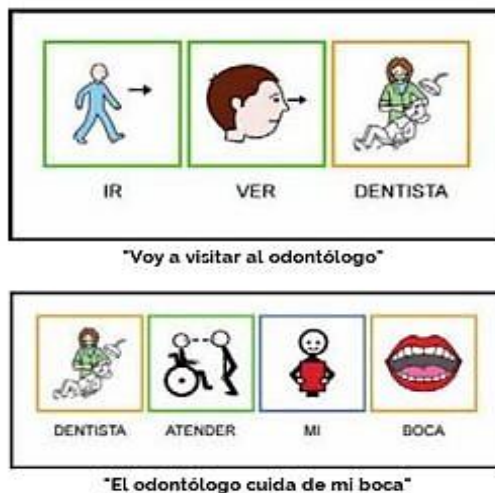 IR VER DENTISTA
"Voy a visitar al odontólogo"
DENTISTA ATENDER MI BOCA
"El odontólogo cuida de mi boca"